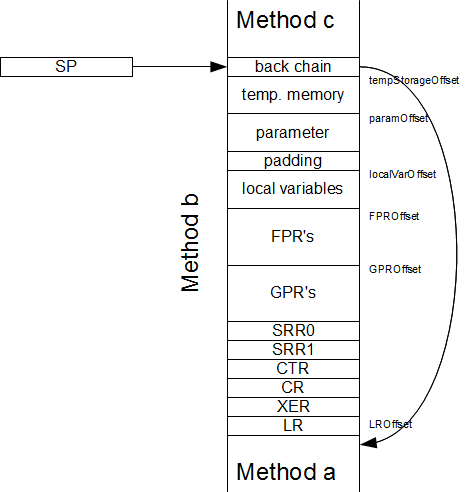 Method c
SP
back chain
tempStorageOffset
temp. memory
paramOffset
parameter
padding
localVarOffset
local variables
Method b
FPROffset
FPR's
GPROffset
GPR's
SRR0
SRR1
CTR
CR
XER
LR
LROffset
Method a